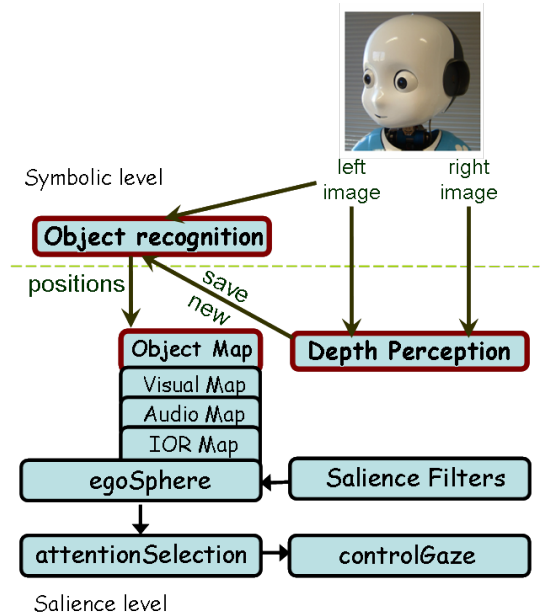 left
image
right
image
Symbolic level
Object recognition
positions
save
new
Object Map
Depth Perception
Visual Map
Audio Map
IOR Map
egoSphere
Salience Filters
attentionSelection
controlGaze
Salience level